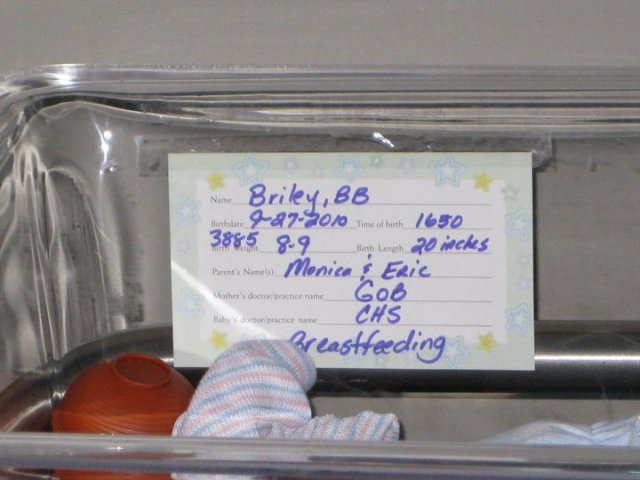 Name Briley, BB
Birthdate 9-27-2010 Time of birth 1650
3885
Birth Weight 8-9 Birth Length 20 inches
Parent's Name(s) Monica & Eric
Mother's doctor/practice name GOB
Baby's doctor/practice name CHS
Breastfeeding